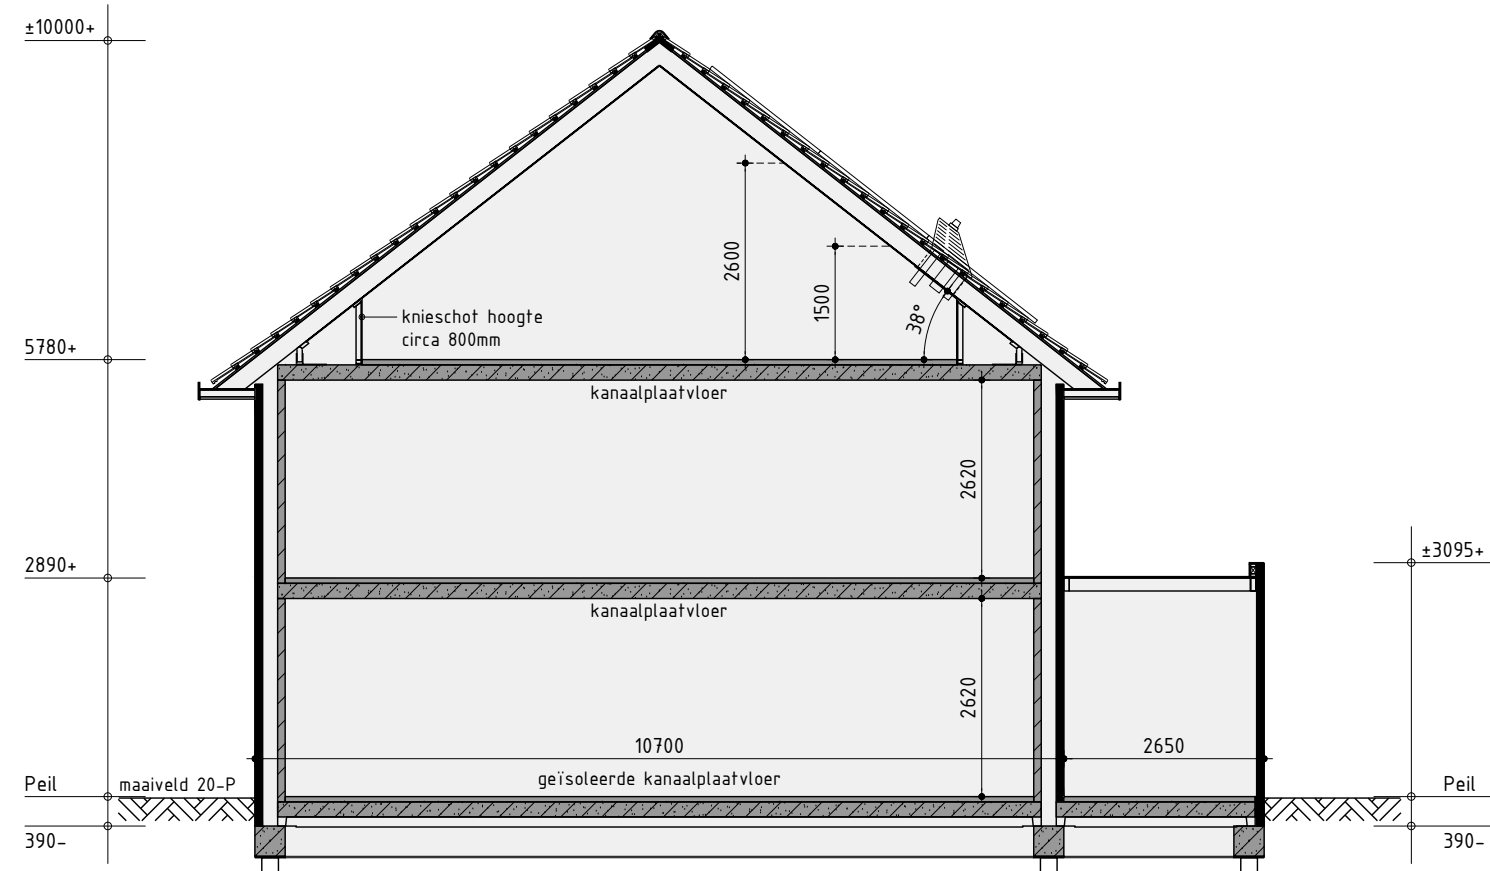 ±10000+
2600
1500
38°
knieschot hoogte
circa 800mm
5780+
kanaalplaatvloer
2620
2890+
±3095+
kanaalplaatvloer
2620
10700
2650
geïsoleerde kanaalplaatvloer
Peil
maaiveld 20-P
Peil
390-
390-